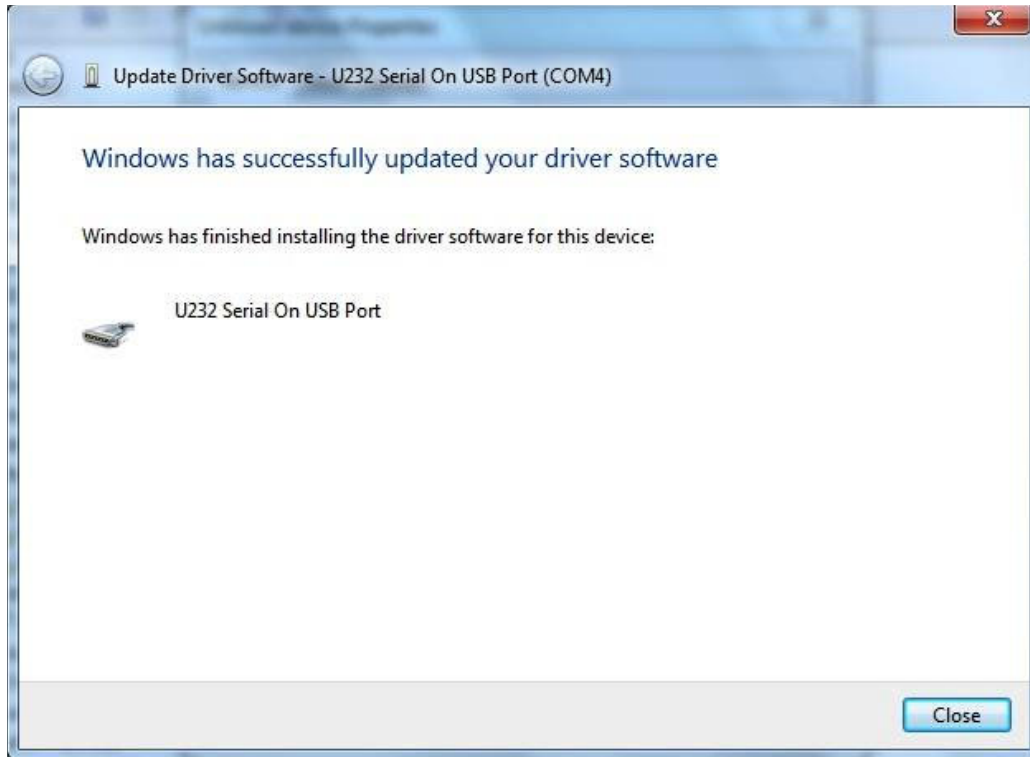 Update Driver Software - U232 Serial On USB Port (COM4)
Windows has successfully updated your driver software
Windows has finished installing the driver software for this device:
U232 Serial On USB Port
Close